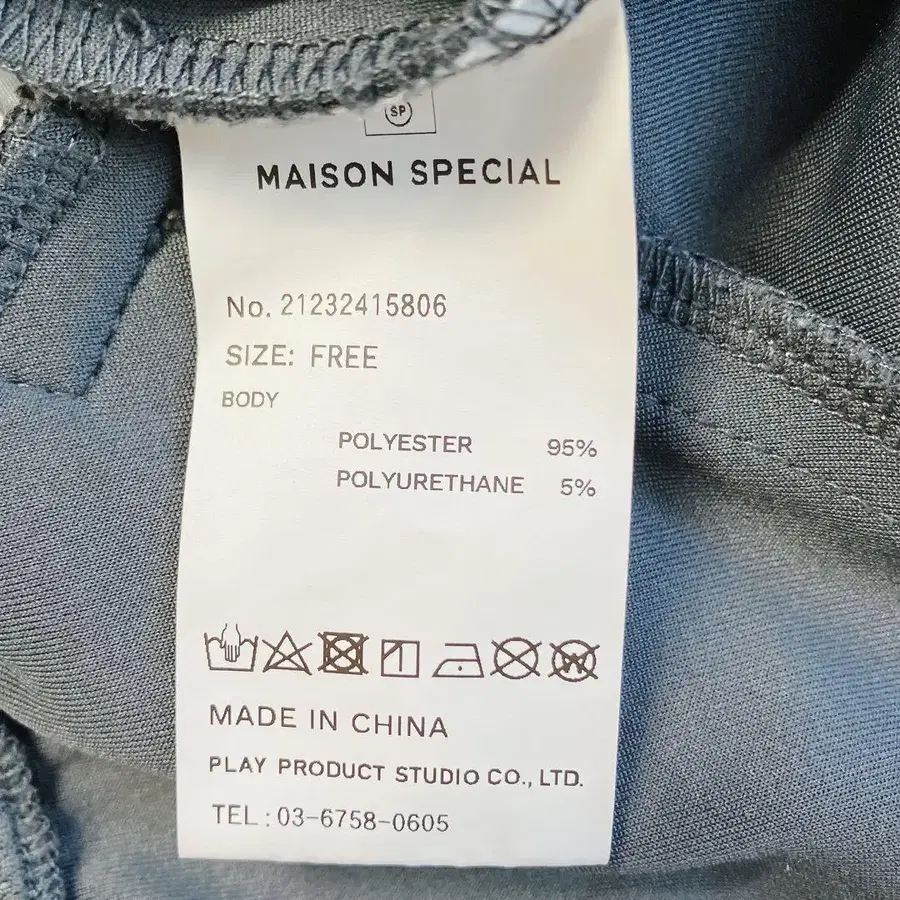 SP
MAISON SPECIAL
No. 21232415806
SIZE: FREE
BODY
POLYESTER 95%
POLYURETHANE 5%
W
MADE IN CHINA
PLAY PRODUCT STUDIO CO., LTD.
TEL : 03-6758-0605